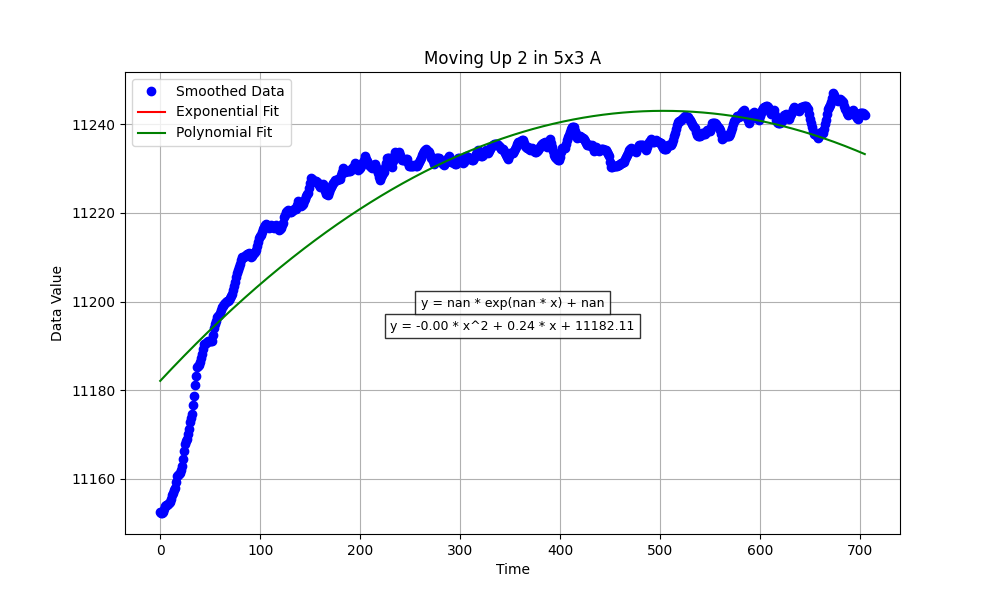 Moving Up 2 in 5x3 A
Smoothed Data
Exponential Fit
Polynomial Fit
11240
11220
11200
11180
11160
Data Value
y = nan * exp(nan * x) + nan
y = -0.00 * x^2 + 0.24 * x + 11182.11
0 100 200 300 400 500 600 700
Time